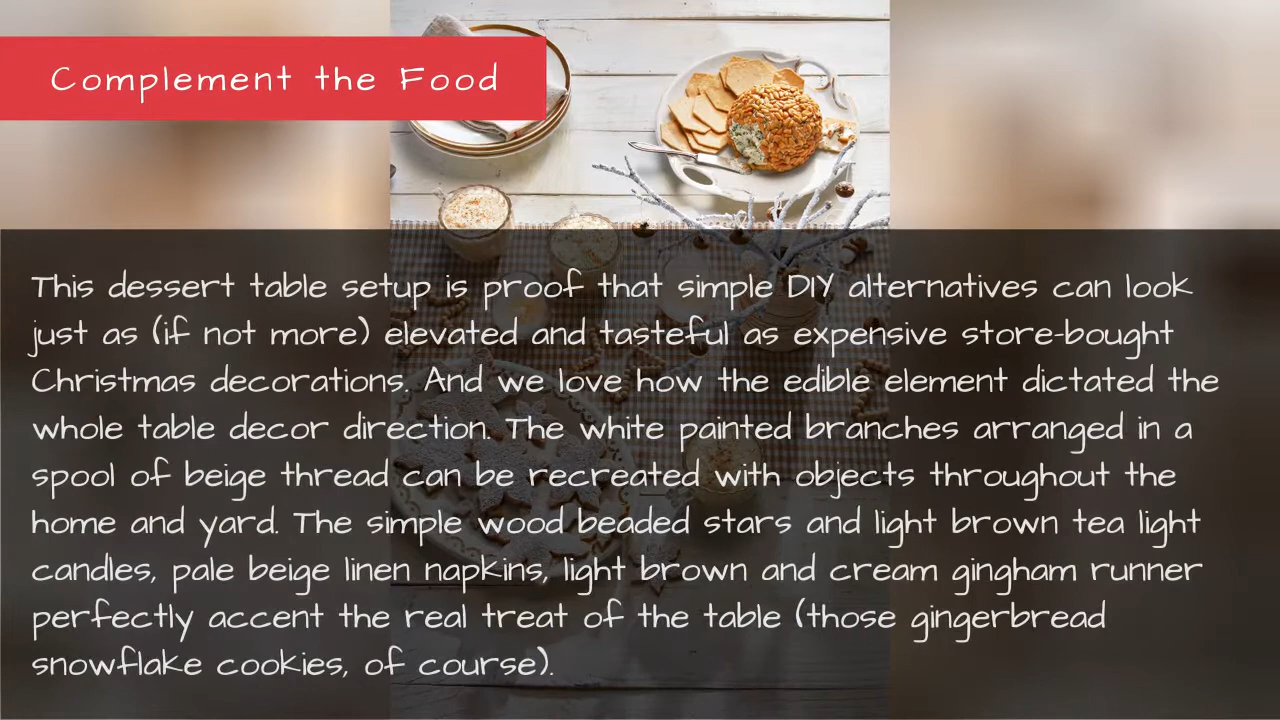 Complement the Food
This dessert table setup is proof that simple DIY alternatives can look
just as (if not more) elevated and tasteful as expensive store-bought
Christmas decorations. And we love how the edible element dictated the
whole table decor direction. The white painted branches arranged in a
spool of beige thread can be recreated with objects throughout the
home and yard. The simple wood beaded stars and light brown tea light
candles, pale beige linen napkins, light brown and cream gingham runner
perfectly accent the real treat of the table (those gingerbread
snowflake cookies, of course).